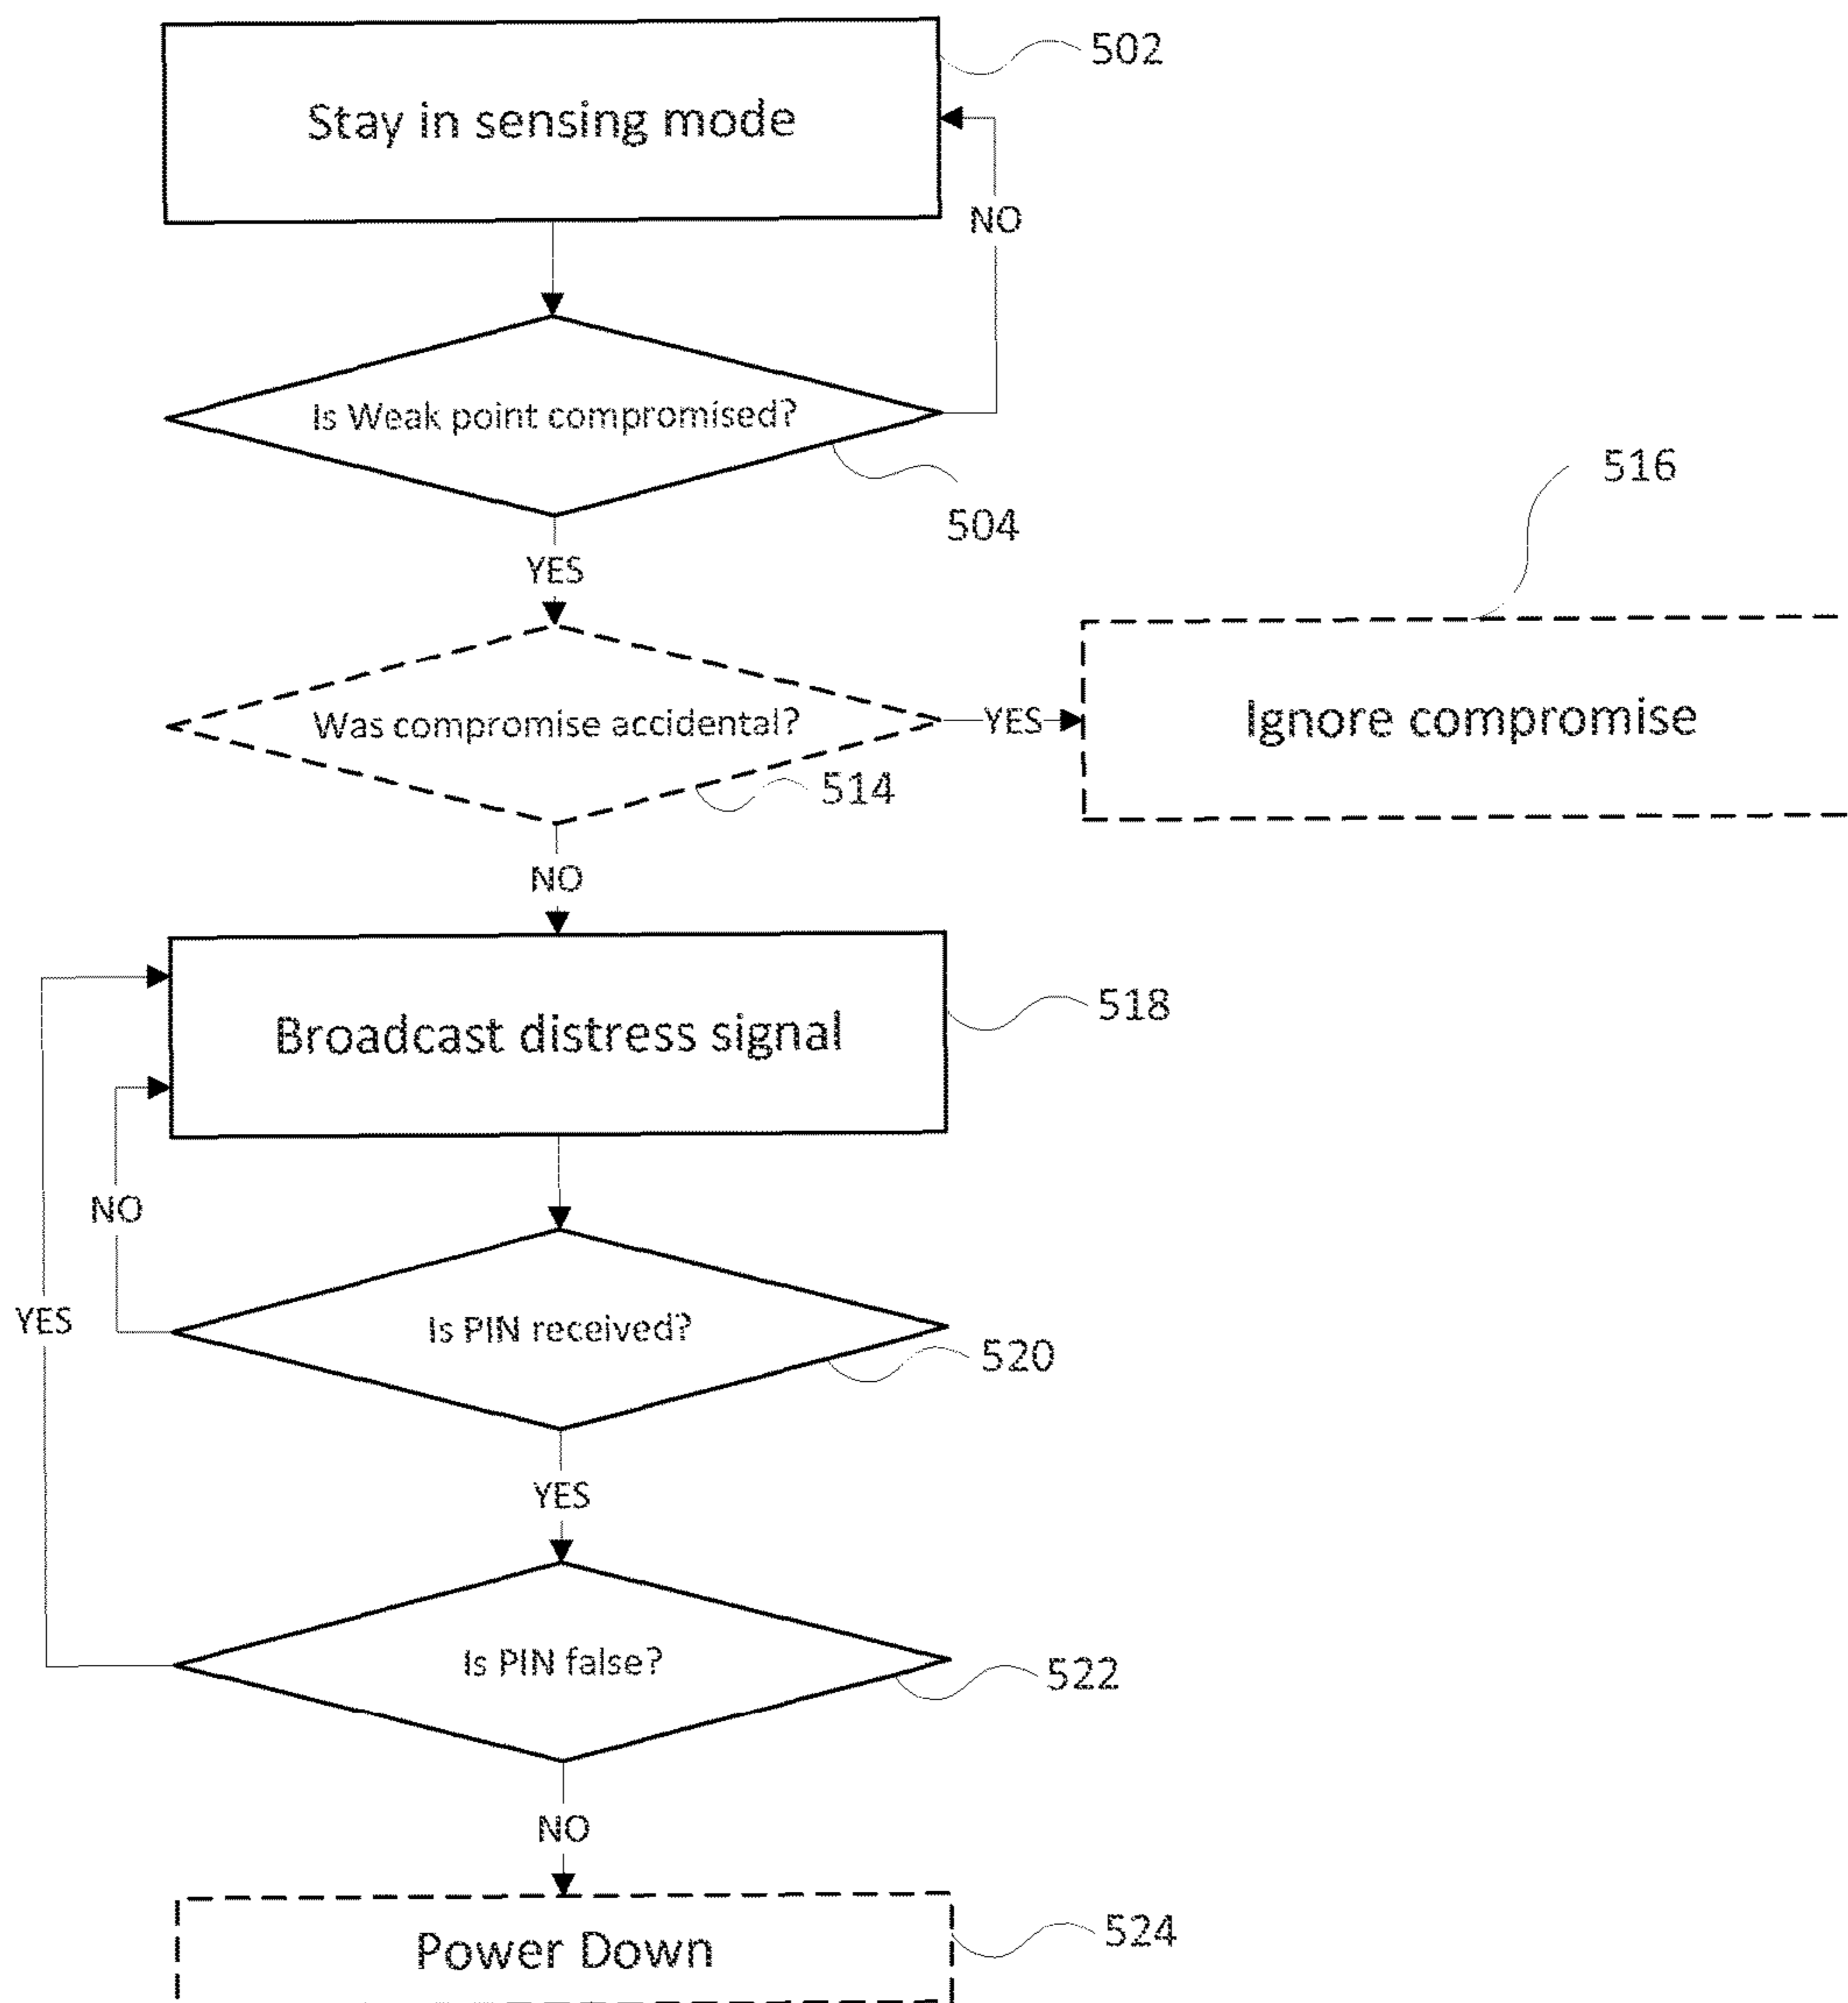 502
Stay in sensing mode
NO
Is Weak point compromised?
504
516
YES
Was compromise accidental?
YES
Ignore compromise
514
NO
Broadcast distress signal
518
NO
YES
Is PIN received?
520
YES
Is PIN false?
522
NO
Power Down
524